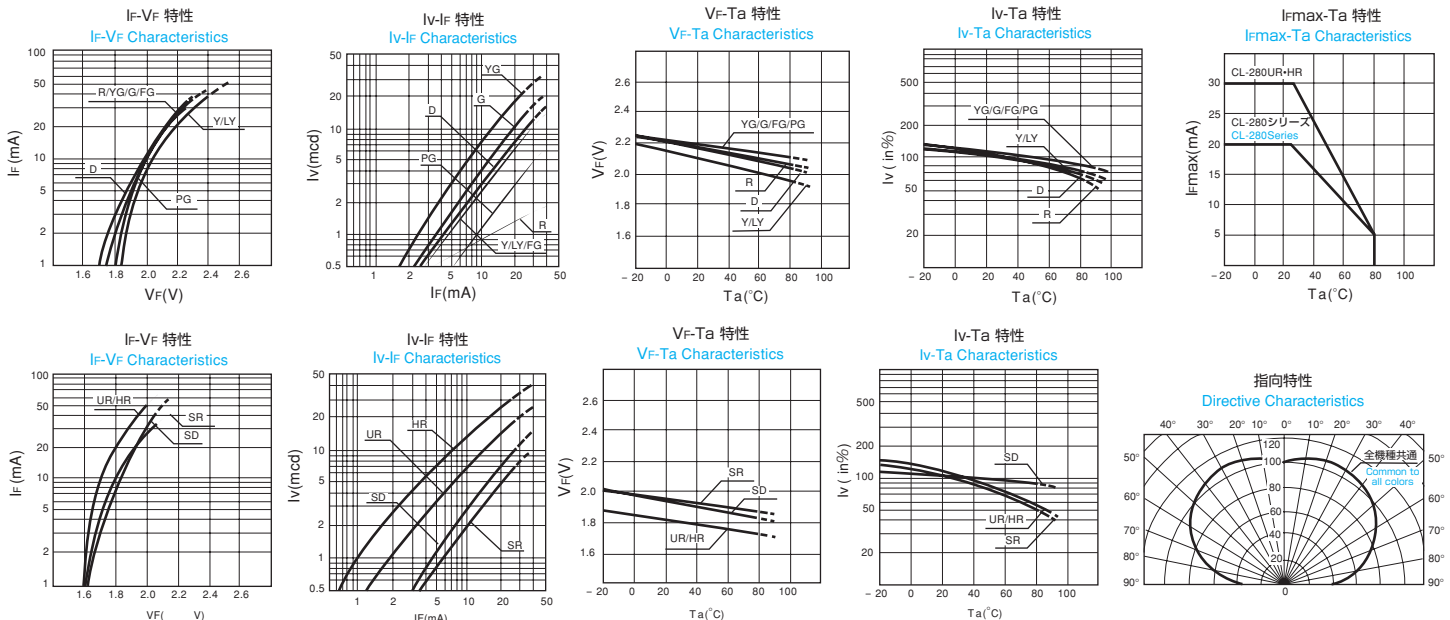 IF-VF 特性
IF-VF Characteristics
100
50
20
10
5
2
1
IF(mA)
R/YG/G/FG
Y/LY
D
PG
1.6 1.8 2.0 2.2 2.4 2.6
VF(V)
Iv-IF 特性
Iv-IF Characteristics
50
20
10
5
2
1
0.5
Iv(mcd)
YG
G
D
PG
R
Y/LY/FG
1 2 5 10 20 50
IF(mA)
VF-Ta 特性
VF-Ta Characteristics
2.6
2.4
2.2
2.0
1.8
1.6
VF(V)
YG/G/FG/PG
R
D
Y/LY
−20 0 20 40 60 80 100
Ta(°C)
Iv-Ta 特性
Iv-Ta Characteristics
500
200
100
50
20
Iv ( in%)
YG/G/FG/PG
Y/LY
D
R
−20 0 20 40 60 80 100
Ta(°C)
IFmax-Ta 特性
IFmax-Ta Characteristics
30
25
20
15
10
5
IFmax(mA)
CL-280UR•HR
CL-280シリーズ
CL-280Series
−20 0 20 40 60 80 100
Ta(°C)
IF-VF 特性
IF-VF Characteristics
100
50
20
10
5
2
1
IF(mA)
UR/HR
SR
SD
1.6 1.8 2.0 2.2 2.4 2.6
VF( V)
Iv-IF 特性
Iv-IF Characteristics
50
20
10
5
2
1
0.5
Iv(mcd)
HR
UR
SD
SR
1 2 5 10 20 50
IF(mA)
VF-Ta 特性
VF-Ta Characteristics
2.6
2.4
2.2
2.0
1.8
1.6
VF(V)
SR
SD
UR/HR
−20 0 20 40 60 80 100
Ta(°C)
Iv-Ta 特性
Iv-Ta Characteristics
500
200
100
50
20
Iv ( in%)
SD
UR/HR
SR
−20 0 20 40 60 80 100
Ta(°C)
指向特性
Directive Characteristics
40° 30° 20° 10° 0° 10° 20° 30° 40°
50° 50°
60° 60°
70° 70°
80° 80°
90° 90°
120
100
80
60
40
20
0
全機種共通
Common to
all colors